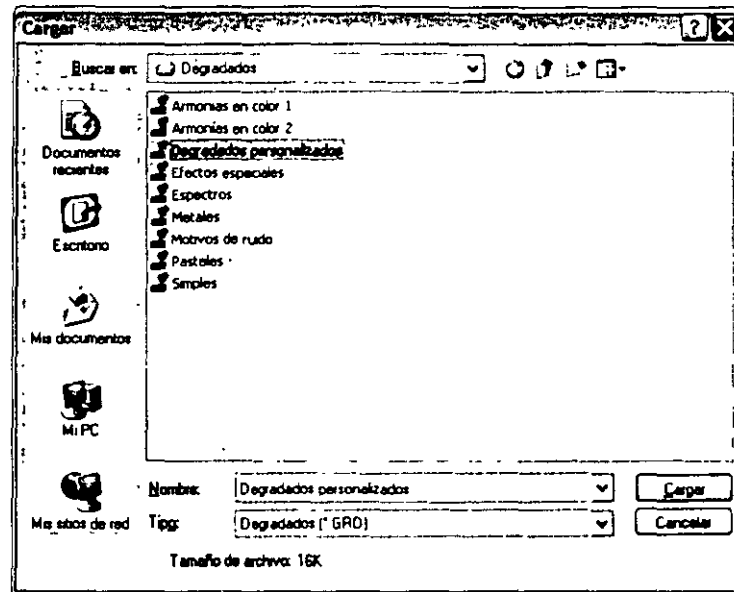 Cargar
Buscar en: Degradados
Documentos recientes
Escritorio
Mis documentos
Mi PC
Mis sitios de red
Armonías en color 1
Armonías en color 2
Degradados personalizados
Efectos especiales
Espectros
Metales
Motivos de ruido
Pasteles
Simples
Nombre: Degradados personalizados
Cargar
Tipo: Degradados (*.GRD)
Cancelar
Tamaño de archivo: 16K